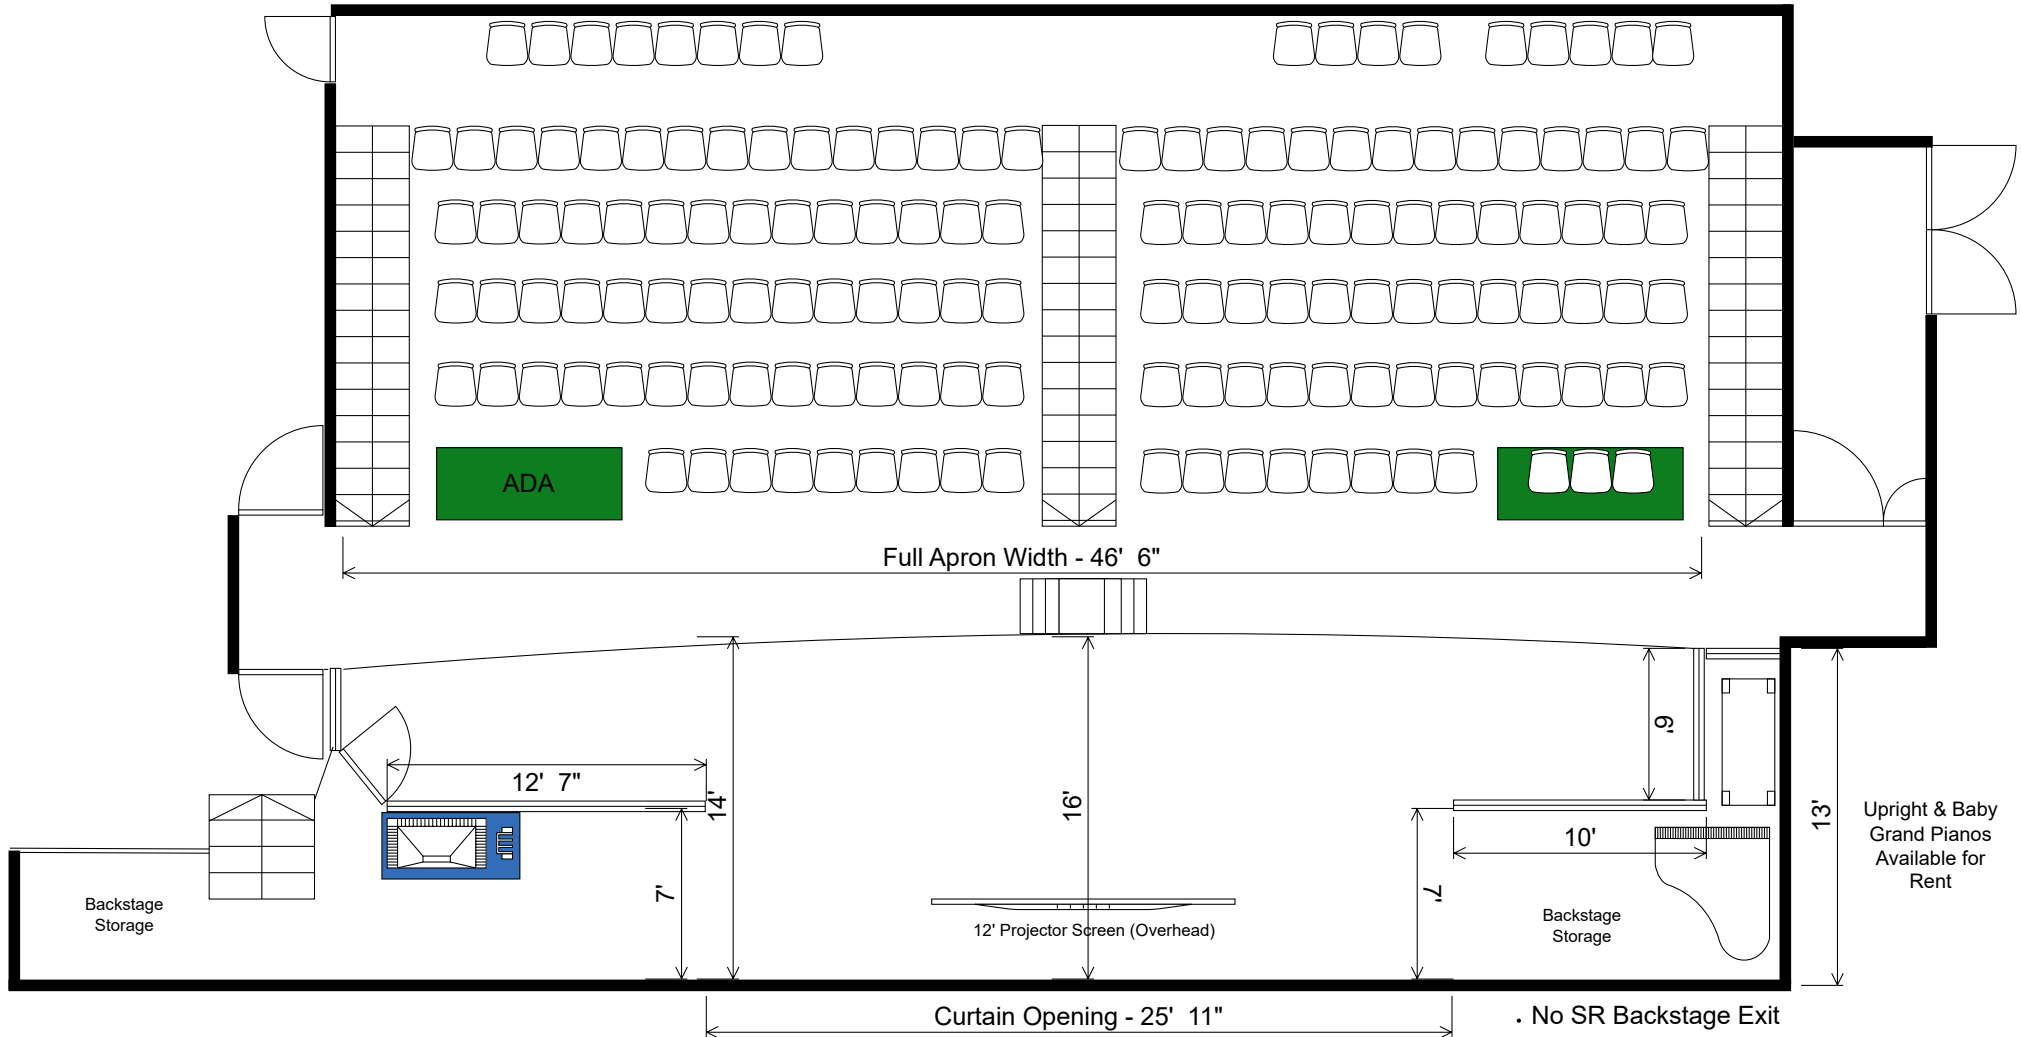 ADA
Full Apron Width - 46' 6"
12' 7"
14'
16'
6'
13'
Upright & Baby
Grand Pianos
Available for
Rent
10'
7'
7'
Backstage
Storage
12' Projector Screen (Overhead)
Backstage
Storage
Curtain Opening - 25' 11"
. No SR Backstage Exit